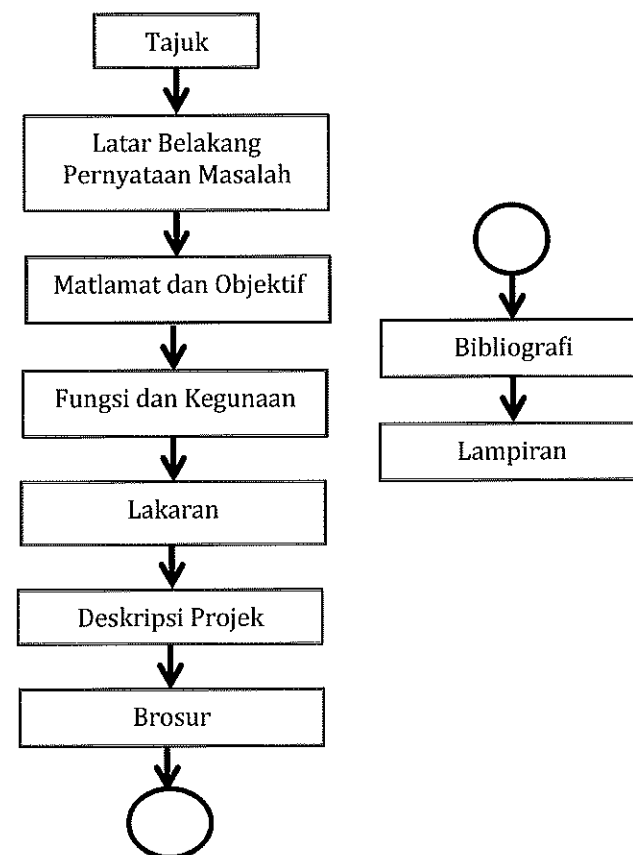 Tajuk
Latar Belakang
Pernyataan Masalah
Matlamat dan Objektif
Fungsi dan Kegunaan
Lakaran
Deskripsi Projek
Brosur
Bibliografi
Lampiran